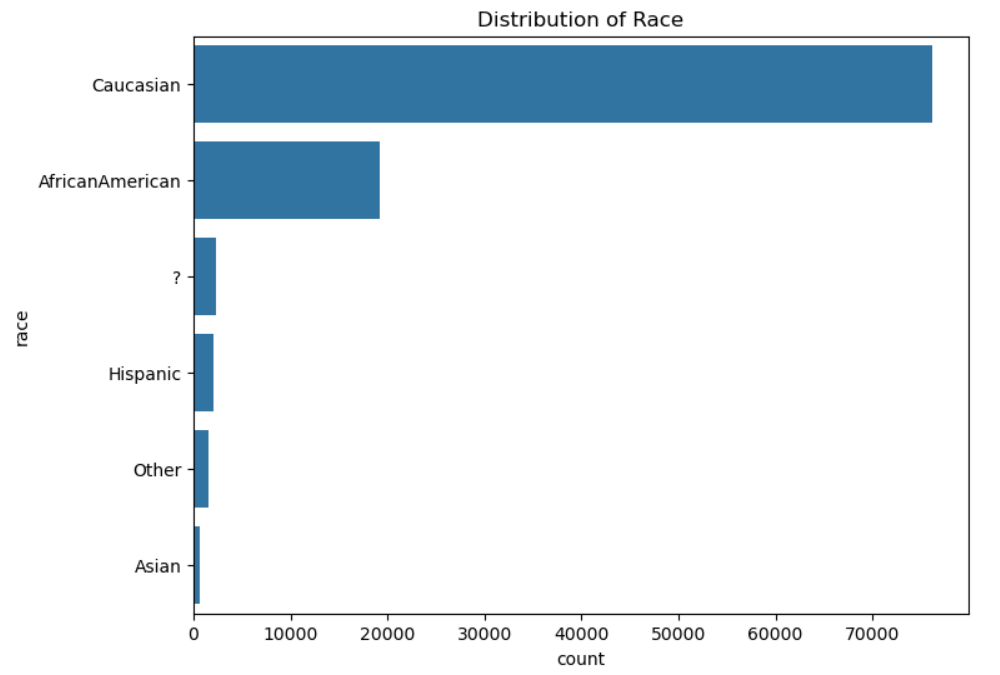 Distribution of Race
Caucasian
AfricanAmerican
?
Hispanic
Other
Asian
race
0 10000 20000 30000 40000 50000 60000 70000
count